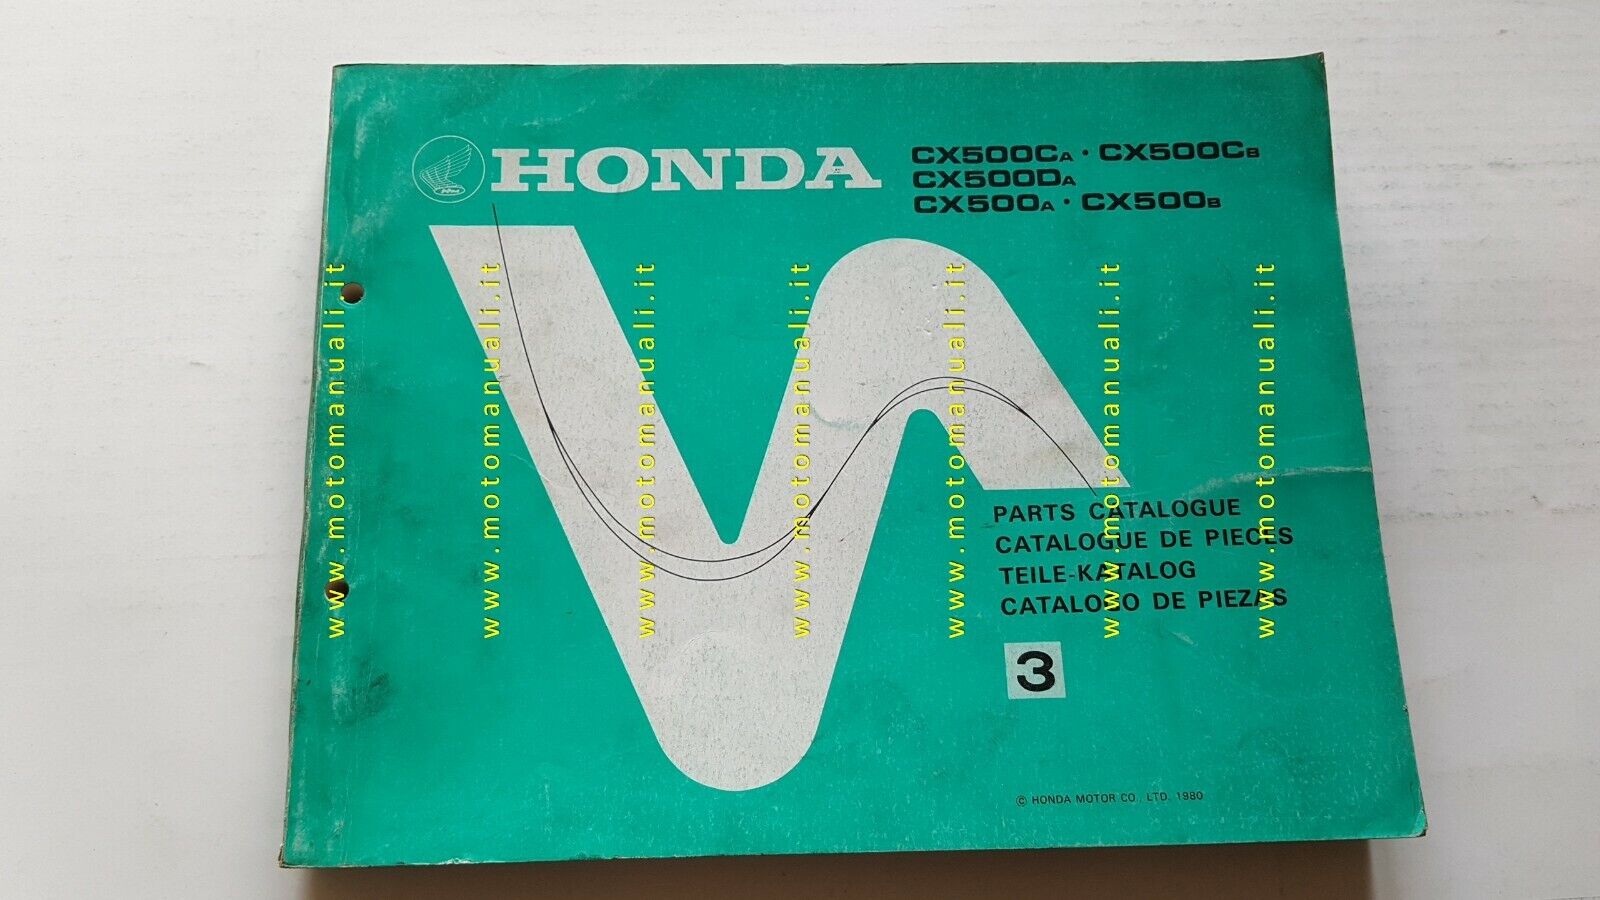 HONDA
CX500CA · CX500CB
CX500DA
CX500A · CX500B
PARTS CATALOGUE
CATALOGUE DE PIECES
TEILE-KATALOG
CATALOGO DE PIEZAS
3
© HONDA MOTOR CO., LTD. 1980
www.motomanuali.it
www.motomanuali.it
www.motomanuali.it
www.motomanuali.it
www.motomanuali.it
www.motomanuali.it
www.motomanuali.it